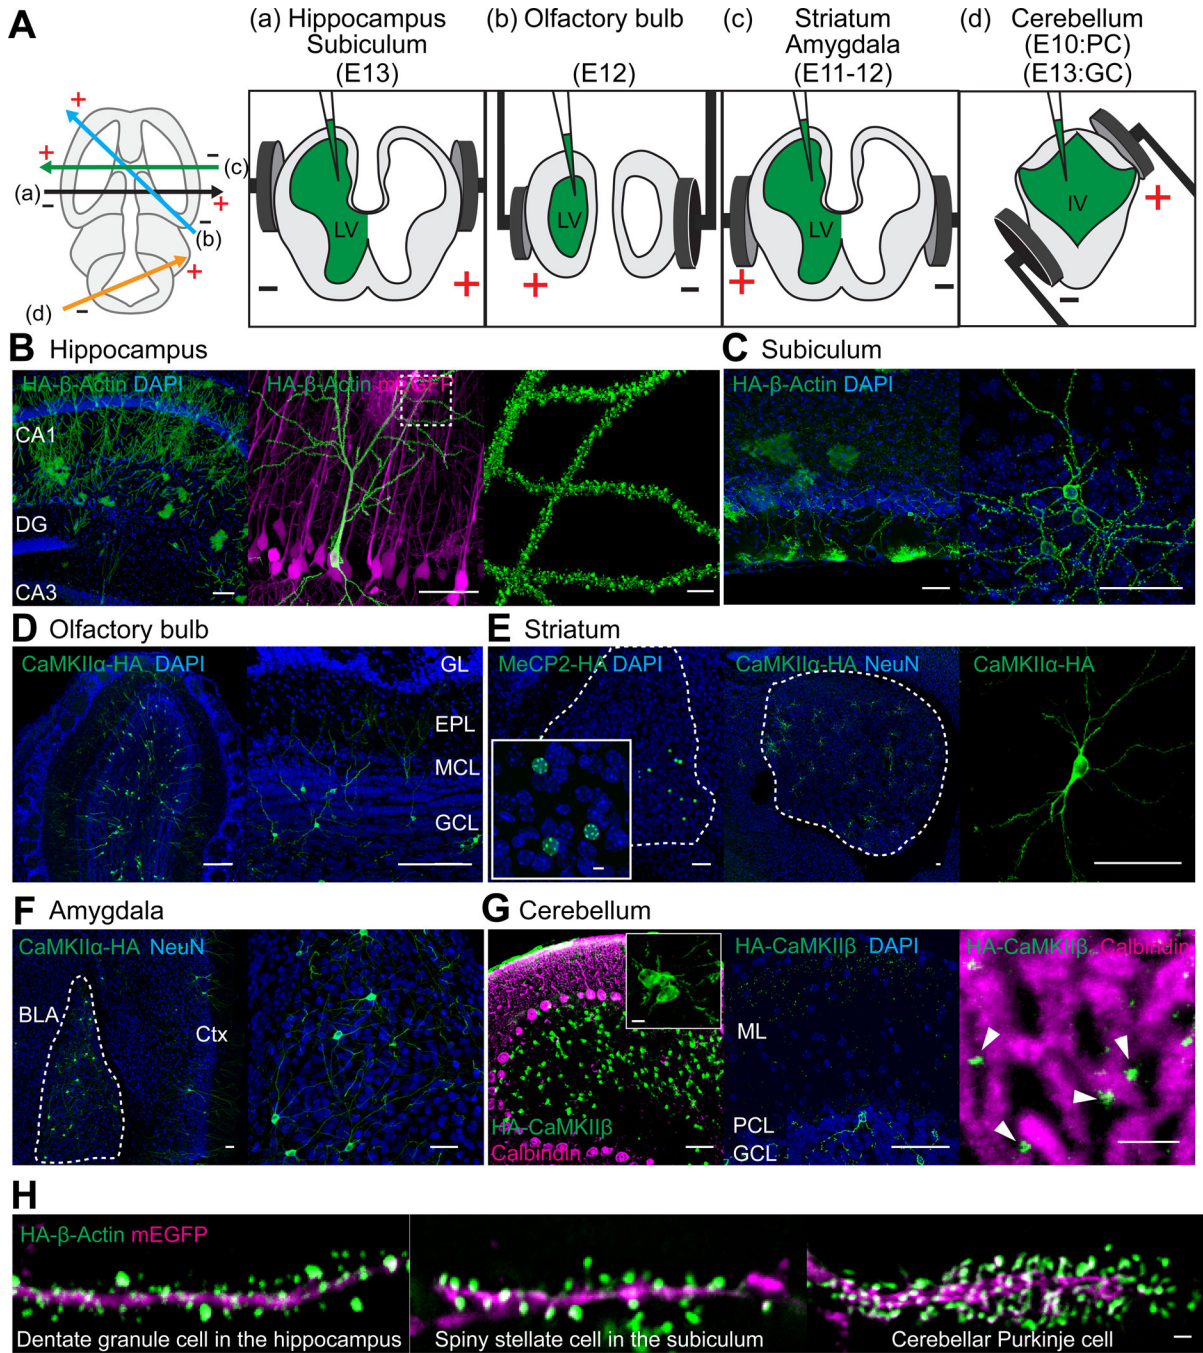 A
(a) Hippocampus
Subiculum
(E13)
(b) Olfactory bulb
(E12)
(c) Striatum
Amygdala
(E11-12)
(d) Cerebellum
(E10:PC)
(E13:GC)
+
+ − (c)
(a) − +
− (b)
+
(d) −
LV
− +
LV
+ −
LV
+ −
IV
+
−
B Hippocampus
HA-β-Actin DAPI
CA1
DG
CA3
HA-β-Actin mEGFP
C Subiculum
HA-β-Actin DAPI
D Olfactory bulb
CaMKIIα-HA DAPI
GL
EPL
MCL
GCL
E Striatum
MeCP2-HA DAPI
CaMKIIα-HA NeuN
CaMKIIα-HA
F Amygdala
CaMKIIα-HA NeuN
BLA
Ctx
G Cerebellum
HA-CaMKIIβ
Calbindin
HA-CaMKIIβ DAPI
ML
PCL
GCL
HA-CaMKIIβ Calbindin
H
HA-β-Actin mEGFP
Dentate granule cell in the hippocampus
Spiny stellate cell in the subiculum
Cerebellar Purkinje cell